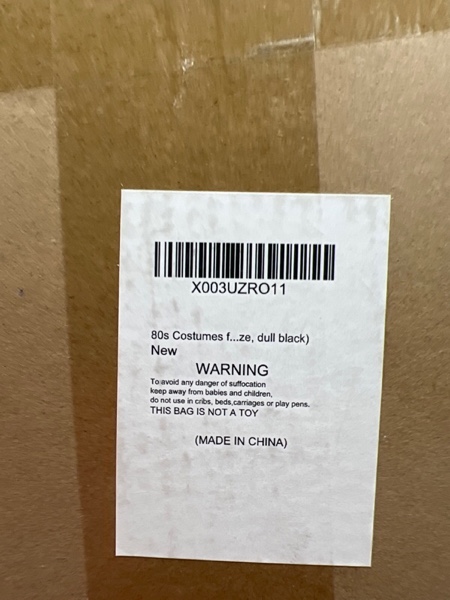 X003UZRO11
80s Costumes f...ze, dull black)
New
WARNING
To avoid any danger of suffocation
keep away from babies and children,
do not use in cribs, beds,carriages or play pens.
THIS BAG IS NOT A TOY
(MADE IN CHINA)